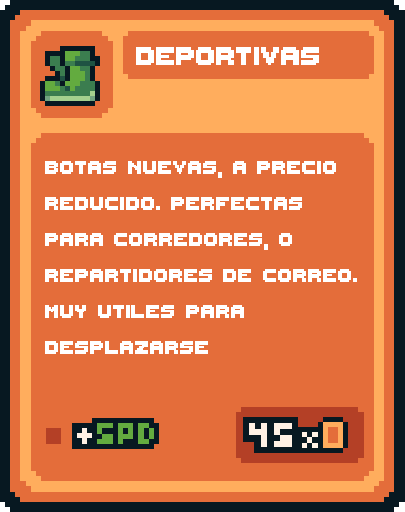 DEPORTIVAS
BOTAS NUEVAS, A PRECIO
REDUCIDO. PERFECTAS
PARA CORREDORES, O
REPARTIDORES DE CORREO.
MUY UTILES PARA
DESPLAZARSE
+SPD
45x